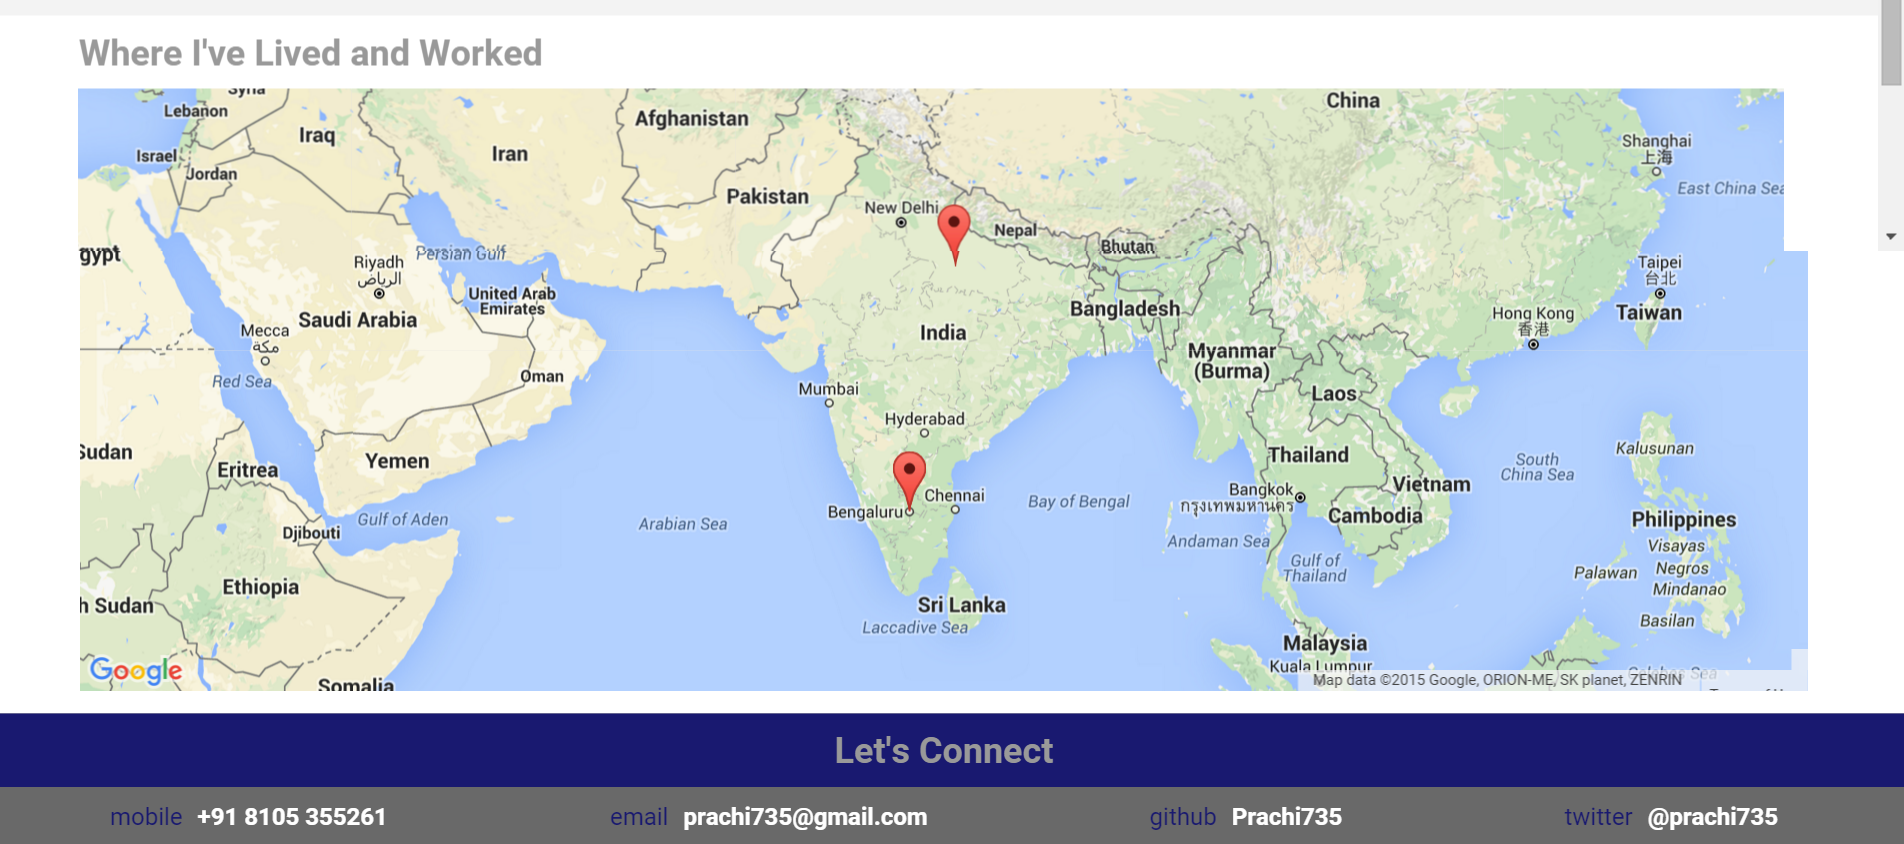 Where I've Lived and Worked
Syria
Lebanon
Iraq
Iran
Afghanistan
China
Israel
Jordan
Pakistan
New Delhi
Nepal
Bhutan
Shanghai
上海
East China Sea
gypt
Persian Gulf
Riyadh
الرياض
United Arab
Emirates
Saudi Arabia
Mecca
مكة
Red Sea
Oman
India
Bangladesh
Myanmar
(Burma)
Taipei
台北
Taiwan
Hong Kong
香港
Laos
Mumbai
Hyderabad
Sudan
Eritrea
Yemen
Thailand
Vietnam
South
China Sea
Kalusunan
Bengaluru
Chennai
Bay of Bengal
Bangkok
กรุงเทพมหานคร
Cambodia
Philippines
Arabian Sea
Gulf of Aden
Djibouti
Andaman Sea
Gulf of
Thailand
Visayas
Negros
Palawan
Mindanao
Basilan
Ethiopia
h Sudan
Sri Lanka
Laccadive Sea
Malaysia
Kuala Lumpur
Somalia
Google
Map data ©2015 Google, ORION-ME, SK planet, ZENRIN
Let's Connect
mobile +91 8105 355261 email prachi735@gmail.com github Prachi735 twitter @prachi735